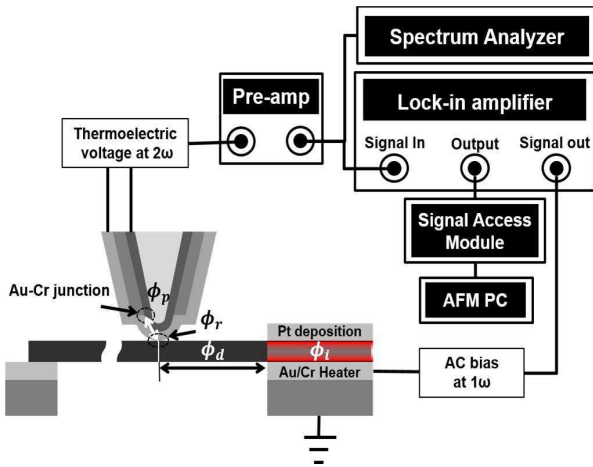 Spectrum Analyzer
Pre-amp
Lock-in amplifier
Thermoelectric
voltage at 2ω
Signal In
Output
Signal out
Signal Access
Module
AFM PC
Au-Cr junction
ϕp
ϕr
Pt deposition
ϕd
ϕi
Au/Cr Heater
AC bias
at 1ω